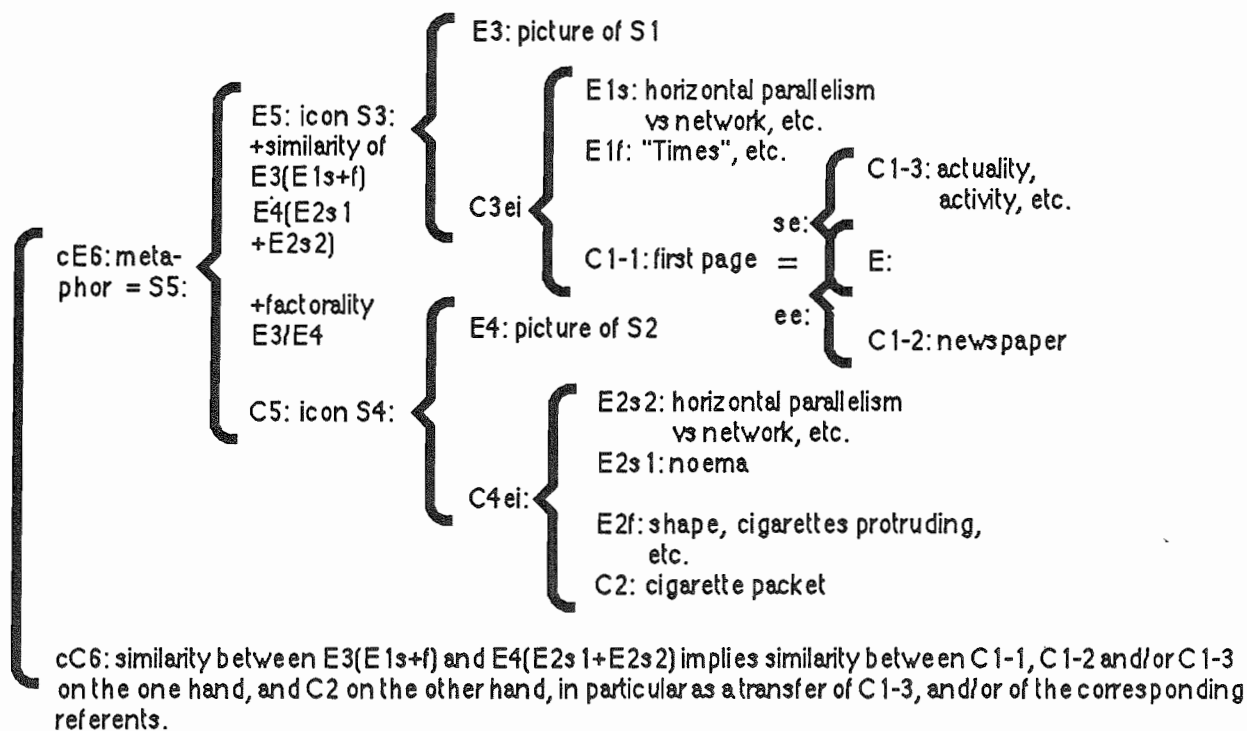 E3: picture of S1
E5: icon S3:
+similarity of
E3(E1s+f)
E4(E2s1
+E2s2)
+factorality
E3/E4
C3ei
E1s: horizontal parallelism
vs network, etc.
E1f: "Times", etc.
C1-1: first page =
se:
C1-3: actuality,
activity, etc.
E:
ee:
C1-2: newspaper
cE6: meta-
phor = S5:
C5: icon S4:
E4: picture of S2
C4ei:
E2s2: horizontal parallelism
vs network, etc.
E2s1: noema
E2f: shape, cigarettes protruding,
etc.
C2: cigarette packet
cC6: similarity between E3(E1s+f) and E4(E2s1+E2s2) implies similarity between C1-1, C1-2 and/or C1-3
on the one hand, and C2 on the other hand, in particular as a transfer of C1-3, and/or of the corresponding
referents.